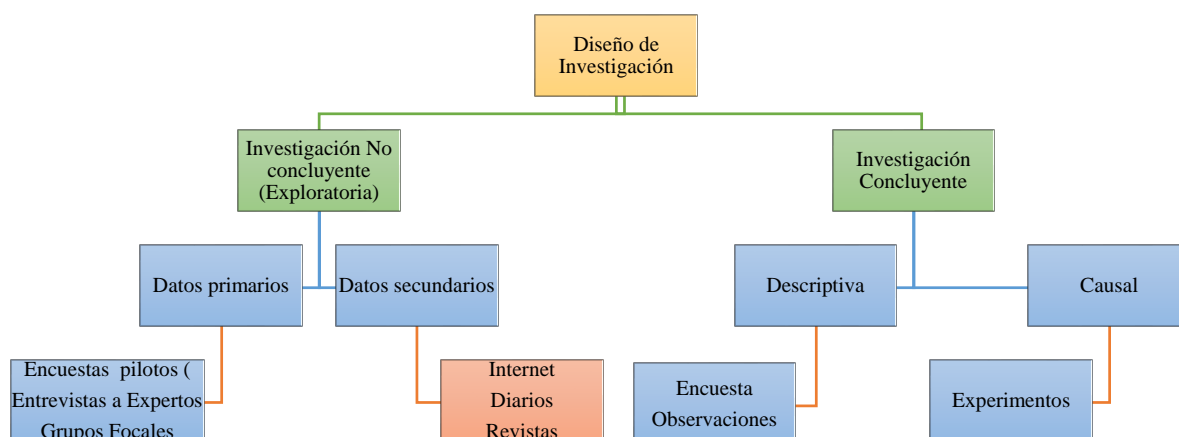 Diseño de
Investigación
Investigación No
concluyente
(Exploratoria)
Investigación
Concluyente
Datos primarios
Datos secundarios
Descriptiva
Causal
Encuestas pilotos (
Entrevistas a Expertos
Grupos Focales
Internet
Diarios
Revistas
Encuesta
Observaciones
Experimentos